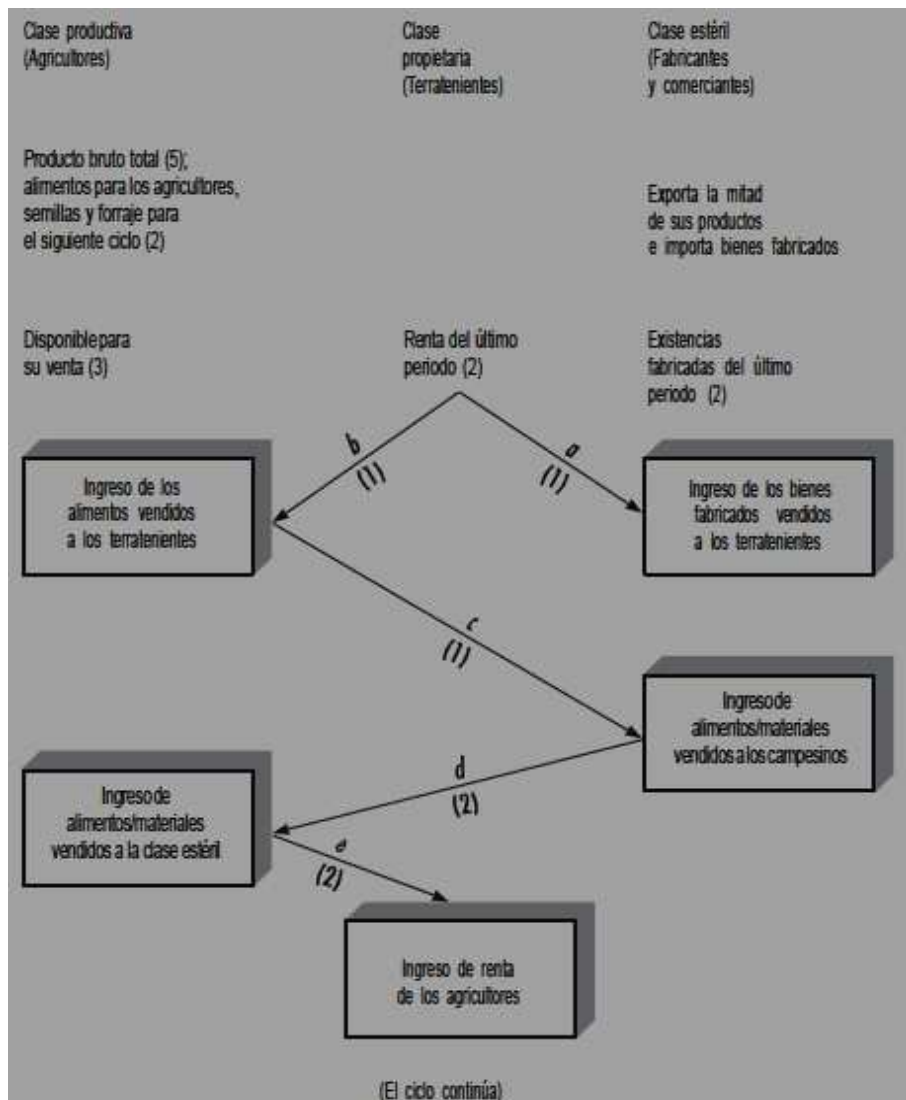 Clase productiva
(Agricultores)
Clase
propietaria
(Terratenientes)
Clase estéril
(Fabricantes
y comerciantes)
Producto bruto total (5);
alimentos para los agricultores,
semillas y forraje para
el siguiente ciclo (2)
Exporta la mitad
de sus productos
e importa bienes fabricados
Disponible para
su venta (3)
Renta del último
periodo (2)
Existencias
fabricadas del último
periodo (2)
b
(1)
a
(1)
Ingreso de los
alimentos vendidos
a los terratenientes
Ingreso de los bienes
fabricados vendidos
a los terratenientes
c
(1)
Ingreso de
alimentos/materiales
vendidos a los campesinos
d
(2)
Ingreso de
alimentos/materiales
vendidos a la clase estéril
e
(2)
Ingreso de renta
de los agricultores
(El ciclo continúa)